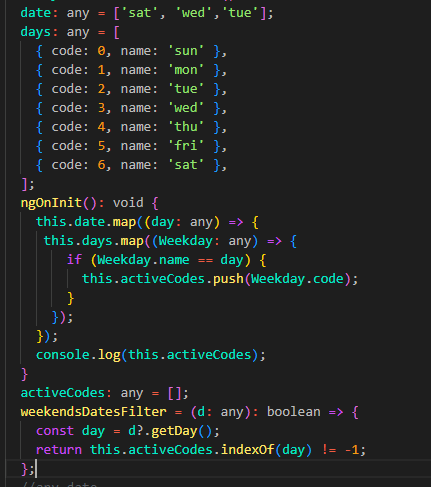 date: any = ['sat', 'wed','tue'];
days: any = [
{ code: 0, name: 'sun' },
{ code: 1, name: 'mon' },
{ code: 2, name: 'tue' },
{ code: 3, name: 'wed' },
{ code: 4, name: 'thu' },
{ code: 5, name: 'fri' },
{ code: 6, name: 'sat' },
];
ngOnInit(): void {
this.date.map((day: any) => {
this.days.map((Weekday: any) => {
if (Weekday.name == day) {
this.activeCodes.push(Weekday.code);
}
});
});
console.log(this.activeCodes);
}
activeCodes: any = [];
weekendsDatesFilter = (d: any): boolean => {
const day = d?.getDay();
return this.activeCodes.indexOf(day) != -1;
};